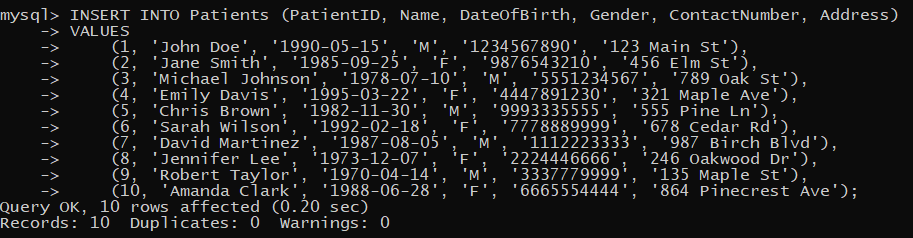 mysql> INSERT INTO Patients (PatientID, Name, DateOfBirth, Gender, ContactNumber, Address)
    -> VALUES
    ->     (1, 'John Doe', '1990-05-15', 'M', '1234567890', '123 Main St'),
    ->     (2, 'Jane Smith', '1985-09-25', 'F', '9876543210', '456 Elm St'),
    ->     (3, 'Michael Johnson', '1978-07-10', 'M', '5551234567', '789 Oak St'),
    ->     (4, 'Emily Davis', '1995-03-22', 'F', '4447891230', '321 Maple Ave'),
    ->     (5, 'Chris Brown', '1982-11-30', 'M', '9993335555', '555 Pine Ln'),
    ->     (6, 'Sarah Wilson', '1992-02-18', 'F', '7778889999', '678 Cedar Rd'),
    ->     (7, 'David Martinez', '1987-08-05', 'M', '1112223333', '987 Birch Blvd'),
    ->     (8, 'Jennifer Lee', '1973-12-07', 'F', '2224446666', '246 Oakwood Dr'),
    ->     (9, 'Robert Taylor', '1970-04-14', 'M', '3337779999', '135 Maple St'),
    ->     (10, 'Amanda Clark', '1988-06-28', 'F', '6665554444', '864 Pinecrest Ave');
Query OK, 10 rows affected (0.20 sec)
Records: 10  Duplicates: 0  Warnings: 0